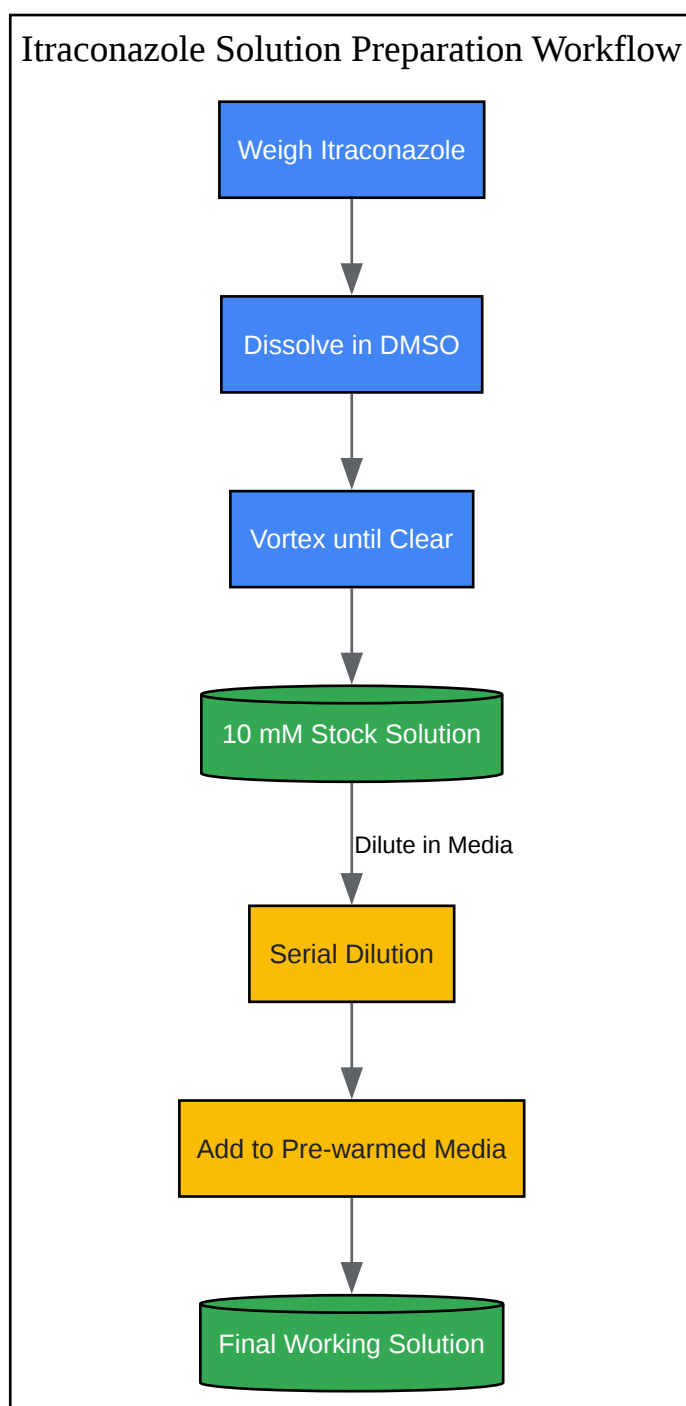 Itraconazole Solution Preparation Workflow
Weigh Itraconazole
Dissolve in DMSO
Vortex until Clear
10 mM Stock Solution
Dilute in Media
Serial Dilution
Add to Pre-warmed Media
Final Working Solution